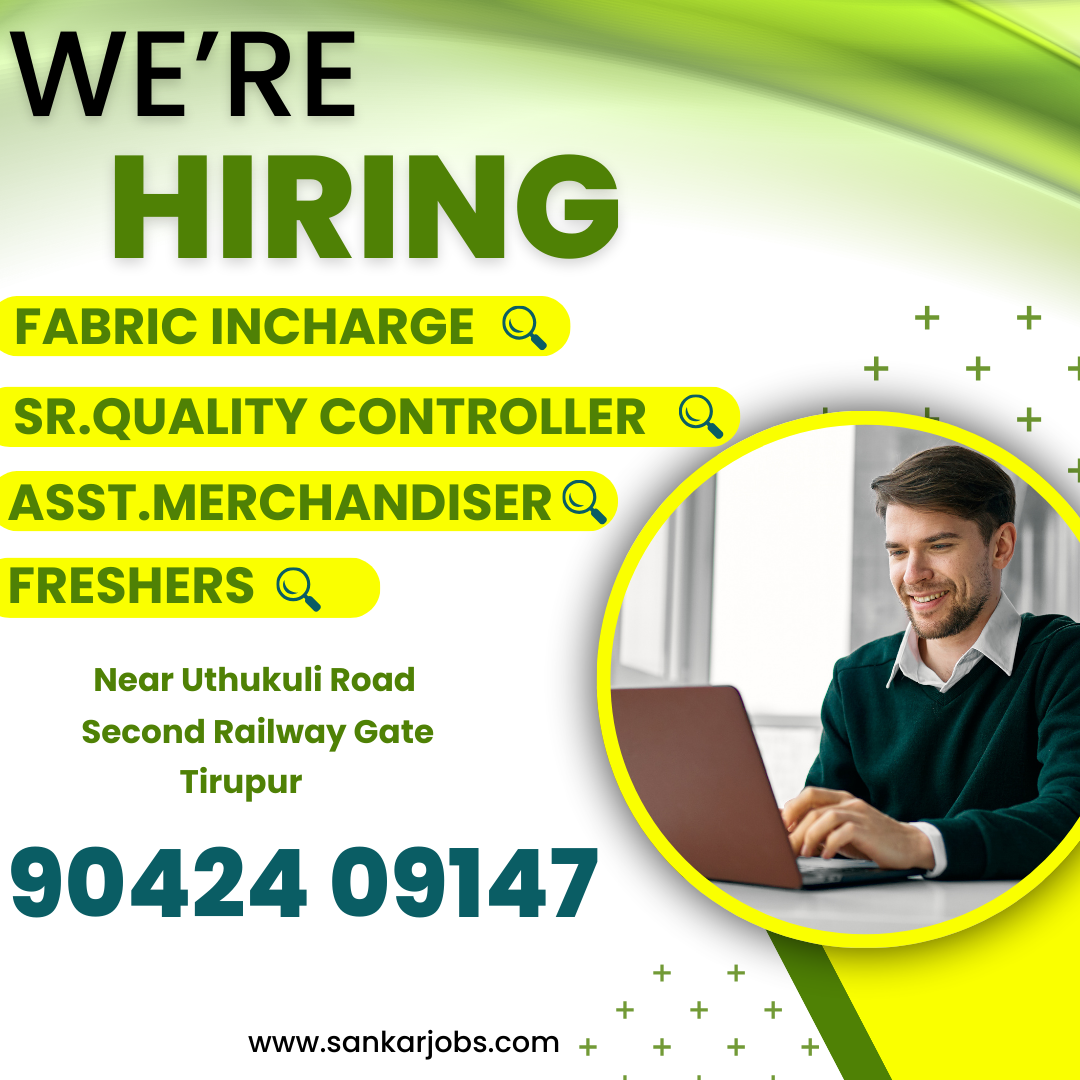 WE’RE
HIRING
FABRIC INCHARGE
SR.QUALITY CONTROLLER
ASST.MERCHANDISER
FRESHERS
Near Uthukuli Road
Second Railway Gate
Tirupur
90424 09147
www.sankarjobs.com